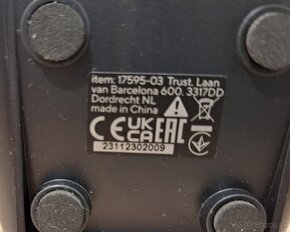 item: 17595-03 Trust. Laan
van Barcelona 600. 3317DD
Dordrecht NL
made in China
CE UK CA EAC
23112302009